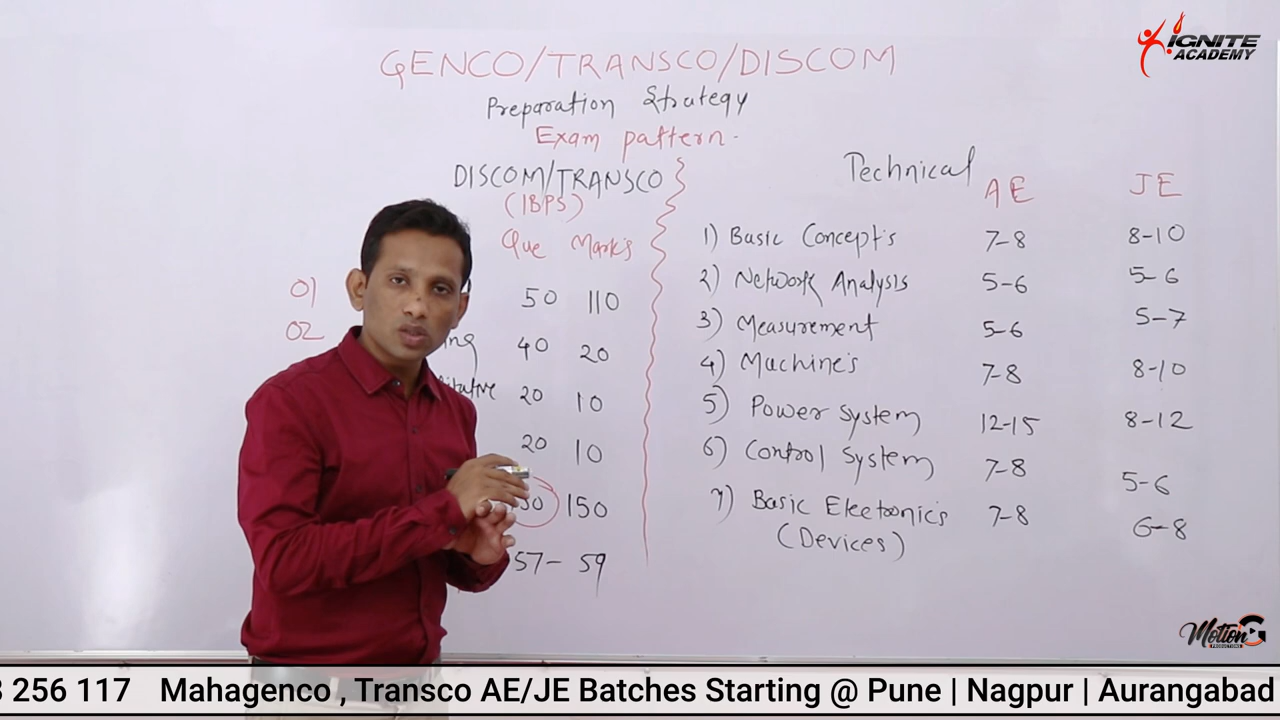 IGNITE
ACADEMY
GENCO/TRANSCO/DISCOM
Preparation Strategy
Exam pattern.
DISCOM/TRANSCO
(IBPS)
Que Mark's
01 50 110
02 40 20
20 10
20 10
150
57- 59
Technical AE JE
1) Basic Concept's 7-8 8-10
2) Network Analysis 5-6 5-6
3) Measurement 5-6 5-7
4) Machine's 7-8 8-10
5) Power System 12-15 8-12
6) Control System 7-8 5-6
7) Basic Electronics 7-8 6-8
(Devices)
Motion G
PRODUCTIONS
256 117 Mahagenco , Transco AE/JE Batches Starting @ Pune | Nagpur | Aurangabad